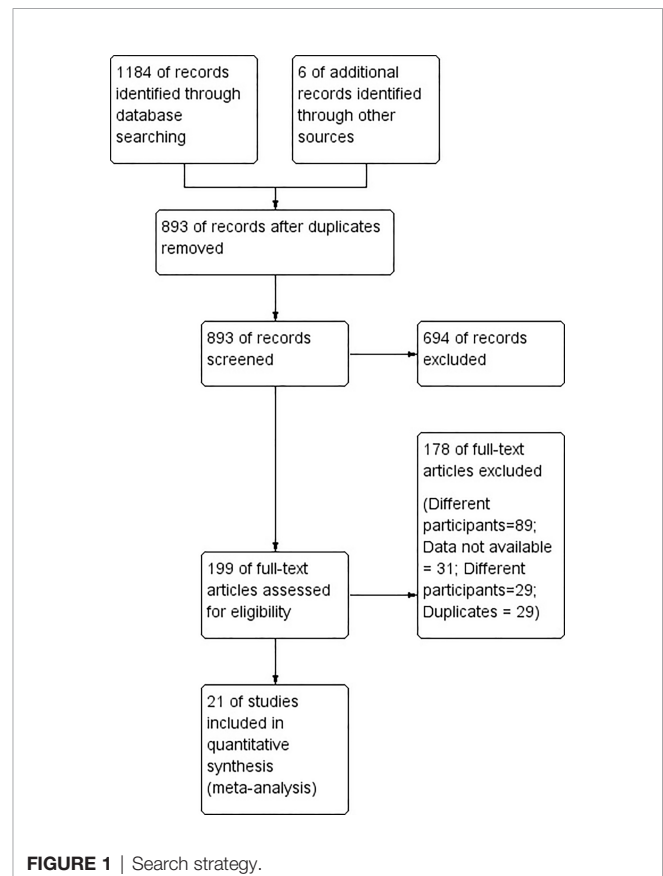 1184 of records
identified through
database
searching
6 of additional
records identified
through other
sources
893 of records after duplicates
removed
893 of records
screened
694 of records
excluded
178 of full-text
articles excluded
(Different
participants=89;
Data not available
= 31; Different
participants=29;
Duplicates = 29)
199 of full-text
articles assessed
for eligibility
21 of studies
included in
quantitative
synthesis
(meta-analysis)
FIGURE 1 | Search strategy.